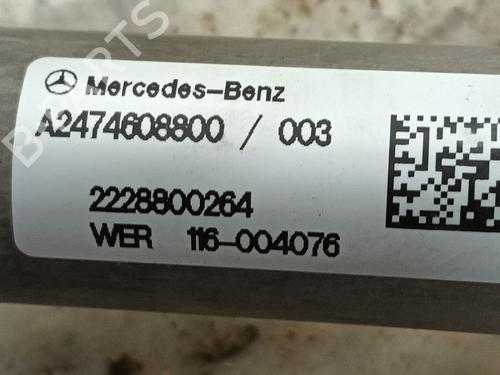 Mercedes-Benz
A2474608800 / 003
2228800264
WER 116-004076